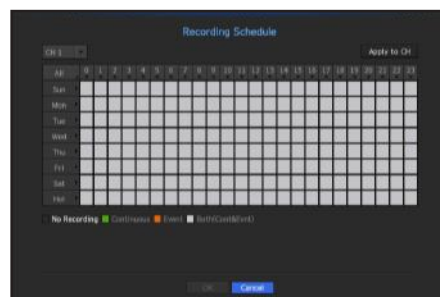 Recording Schedule
CH 1
Apply to CH
All 0 1 2 3 4 5 6 7 8 9 10 11 12 13 14 15 16 17 18 19 20 21 22 23
Sun
Mon
Tue
Wed
Thu
Fri
Sat
Hol
No Recording Continuous Event Both(Cont&Evnt)
OK Cancel